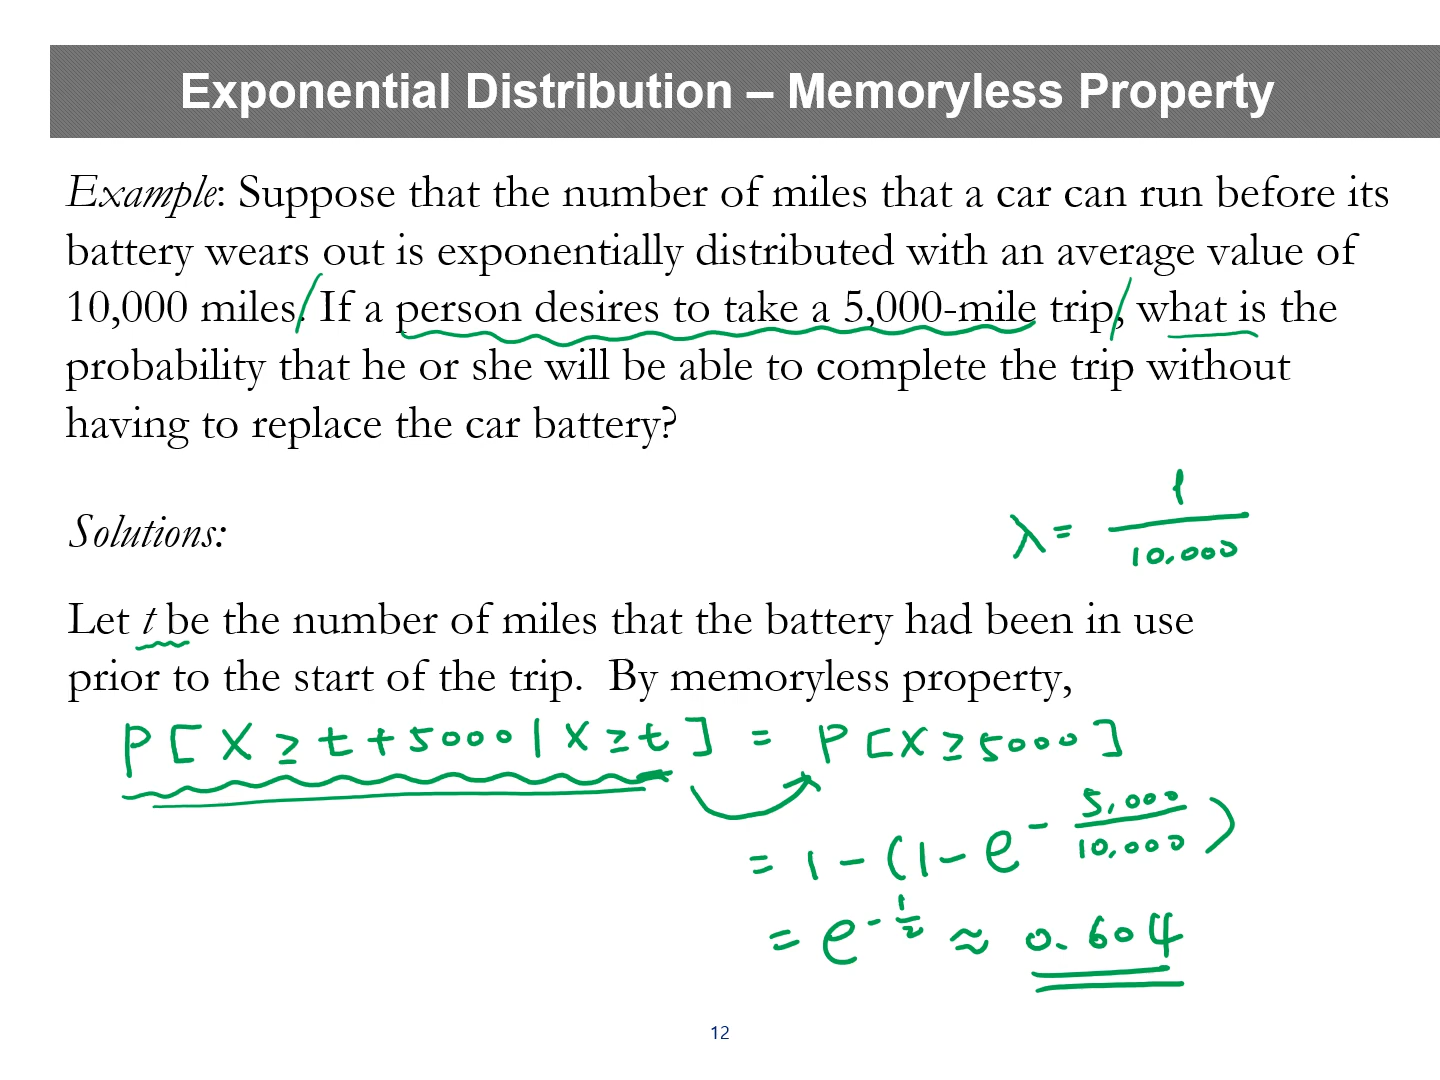 Exponential Distribution – Memoryless Property
Example: Suppose that the number of miles that a car can run before its
battery wears out is exponentially distributed with an average value of
10,000 miles. If a person desires to take a 5,000-mile trip, what is the
probability that he or she will be able to complete the trip without
having to replace the car battery?
Solutions:
λ = 1/10,000
Let t be the number of miles that the battery had been in use
prior to the start of the trip. By memoryless property,
P[X ≥ t + 5000 | X ≥ t] = P[X ≥ 5000]
= 1 - (1 - e^(-5,000/10,000))
= e^(-1/2) ≈ 0.604
12